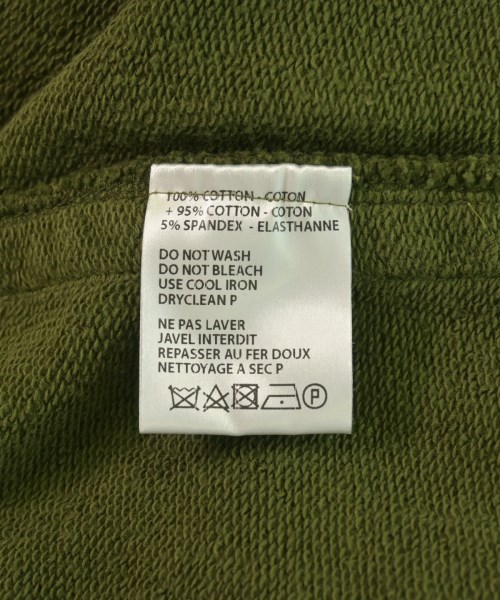 100% COTTON - COTON
+ 95% COTTON - COTON
5% SPANDEX - ELASTHANNE
DO NOT WASH
DO NOT BLEACH
USE COOL IRON
DRYCLEAN P
NE PAS LAVER
JAVEL INTERDIT
REPASSER AU FER DOUX
NETTOYAGE A SEC P
P